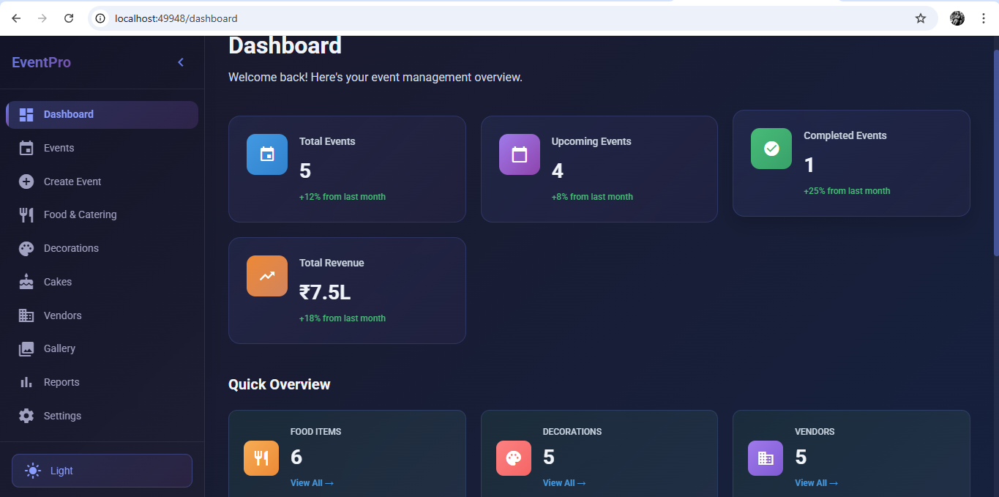 localhost:49948/dashboard
EventPro
Dashboard
Events
Create Event
Food & Catering
Decorations
Cakes
Vendors
Gallery
Reports
Settings
Light
Dashboard
Welcome back! Here's your event management overview.
Total Events
5
+12% from last month
Upcoming Events
4
+8% from last month
Completed Events
1
+25% from last month
Total Revenue
₹7.5L
+18% from last month
Quick Overview
FOOD ITEMS
6
View All →
DECORATIONS
5
View All →
VENDORS
5
View All →